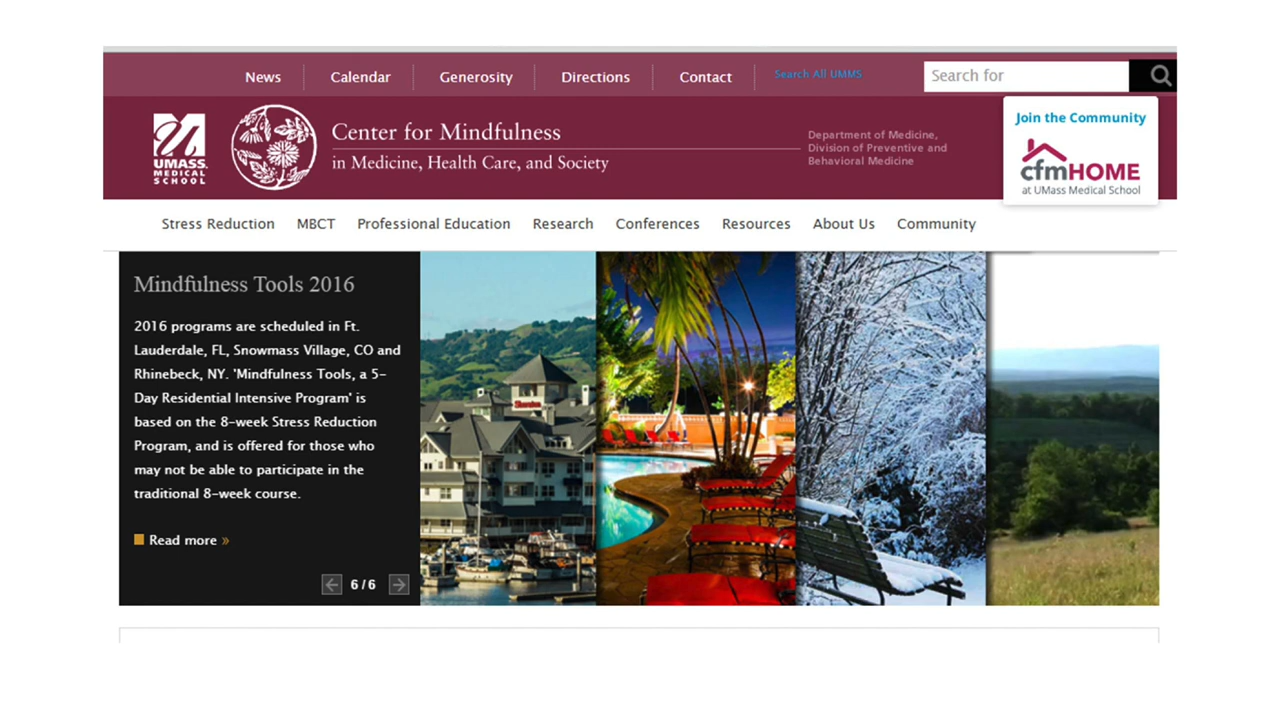 News
Calendar
Generosity
Directions
Contact
Search All UMMS
Search for
UMASS.
MEDICAL
SCHOOL
Center for Mindfulness
in Medicine, Health Care, and Society
Department of Medicine,
Division of Preventive and
Behavioral Medicine
Join the Community
cfmHOME
at UMass Medical School
Stress Reduction
MBCT
Professional Education
Research
Conferences
Resources
About Us
Community
Mindfulness Tools 2016
2016 programs are scheduled in Ft.
Lauderdale, FL, Snowmass Village, CO and
Rhinebeck, NY. 'Mindfulness Tools, a 5-
Day Residential Intensive Program' is
based on the 8-week Stress Reduction
Program, and is offered for those who
may not be able to participate in the
traditional 8-week course.
Read more »
6/6